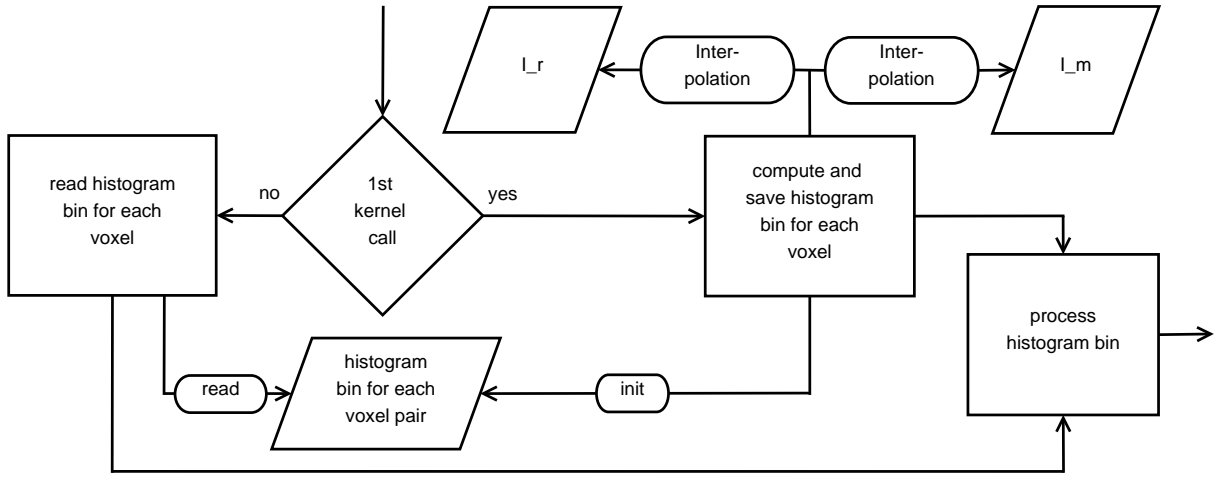 I_r
Inter-
polation
Inter-
polation
I_m
read histogram
bin for each
voxel
no
1st
kernel
call
yes
compute and
save histogram
bin for each
voxel
process
histogram bin
read
histogram
bin for each
voxel pair
init